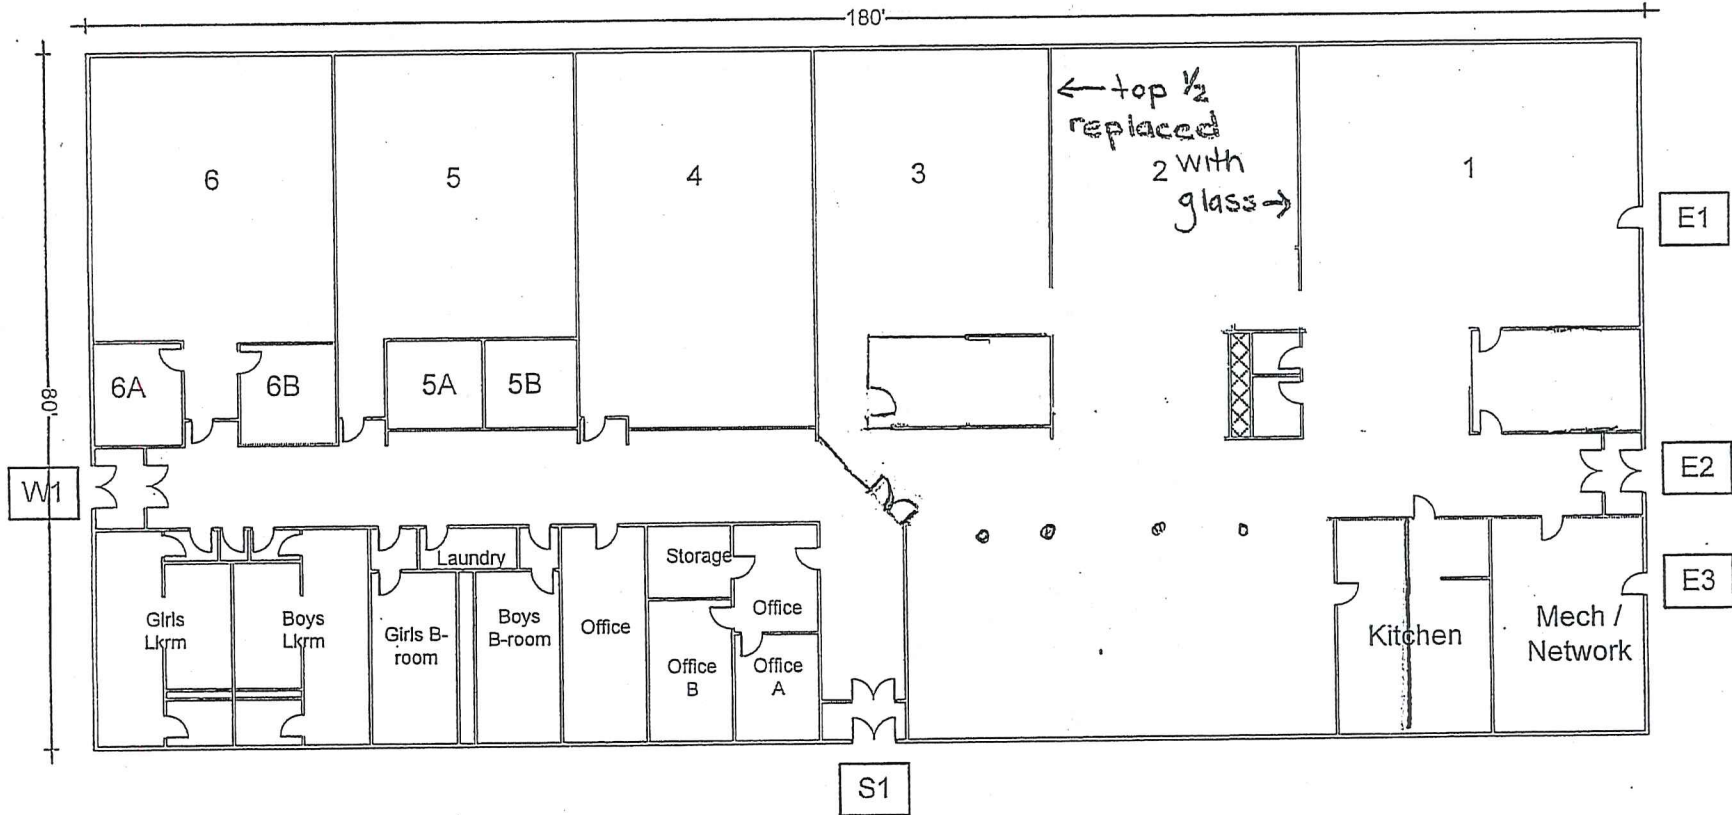 180'
← top ½
replaced
with
glass →
6
5
4
3
2
1
E1
80'
6A
6B
5A
5B
W1
E2
Laundry
Storage
E3
Girls
Lkrm
Boys
Lkrm
Girls B-
room
Boys
B-room
Office
Office
Office
B
Office
A
Kitchen
Mech /
Network
S1